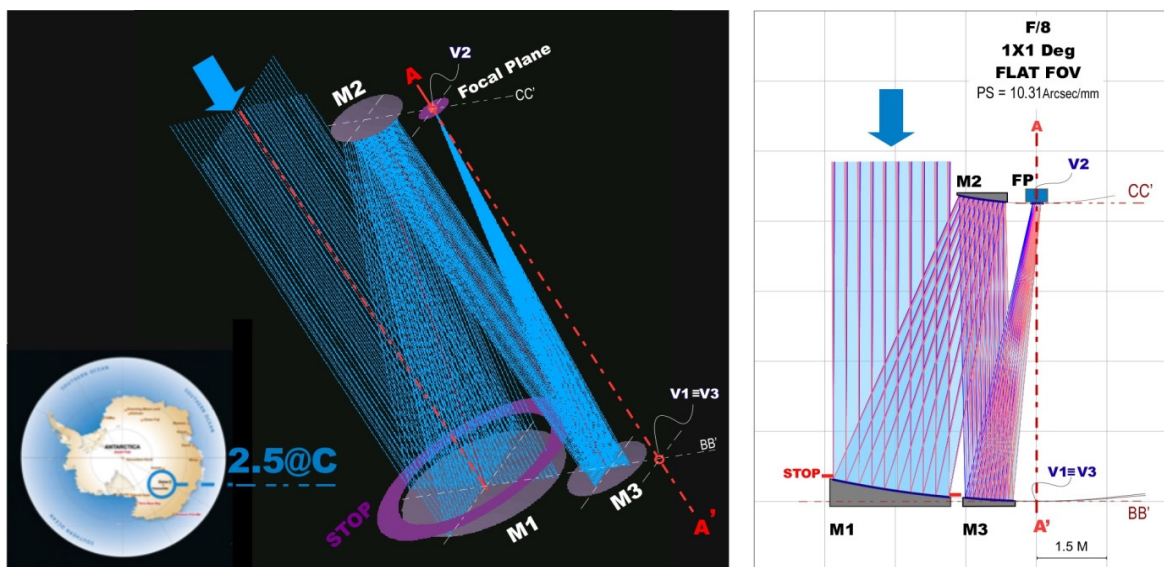 V2
A
M2
Focal Plane
CC'
V1≡V3
BB'
M3
A'
STOP
M1
ANTARCTICA
2.5@C
F/8
1X1 Deg
FLAT FOV
PS = 10.31Arcsec/mm
A
M2
FP
V2
CC'
STOP
V1≡V3
M1
M3
A'
BB'
1.5 M